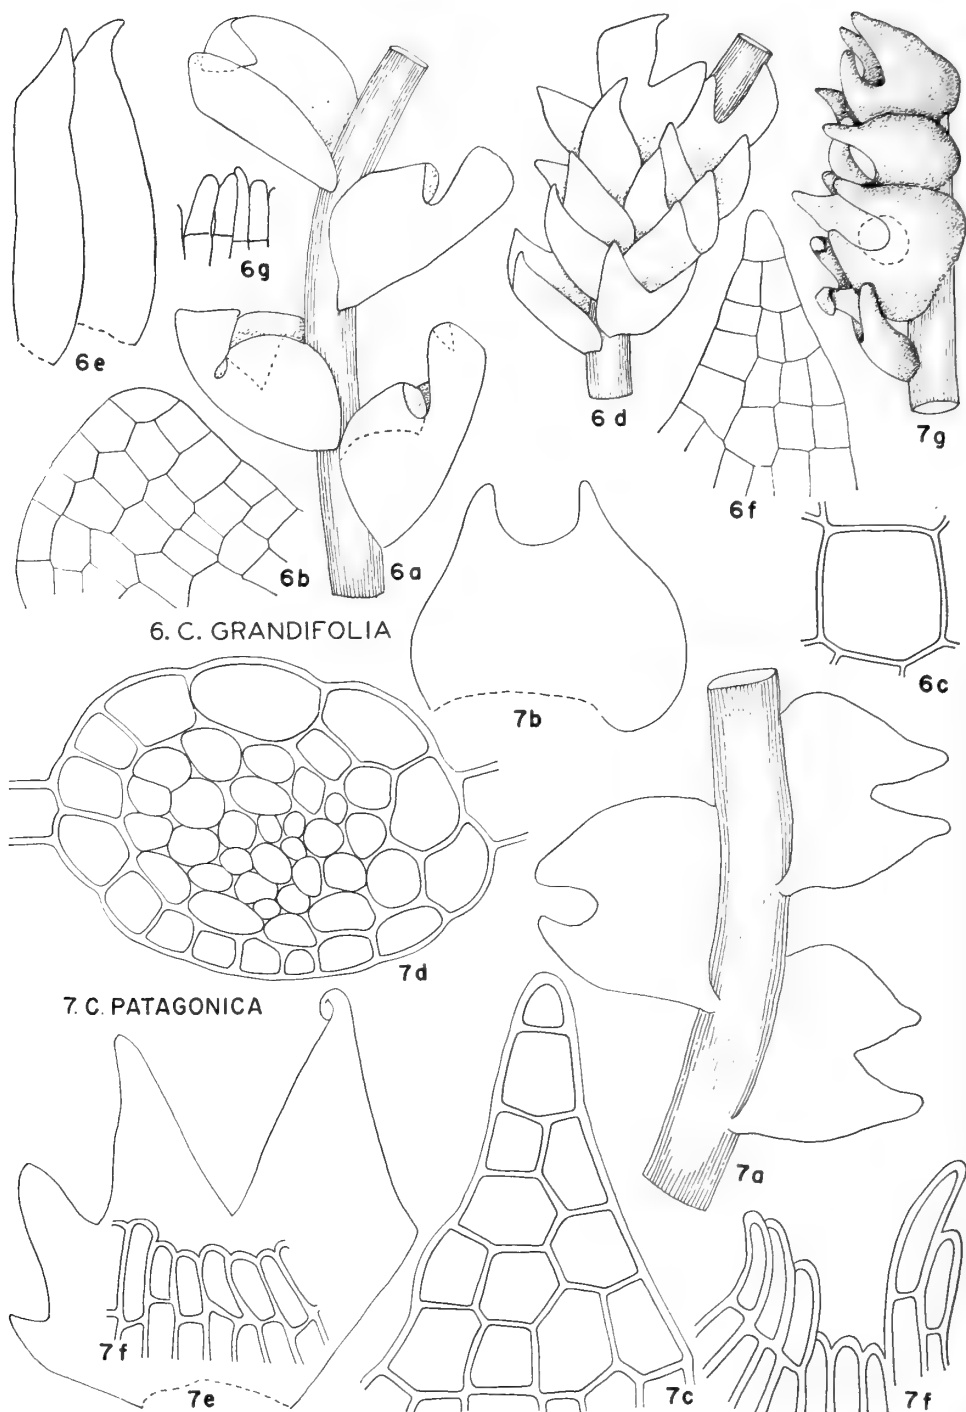 6e
6g
6d
7g
6f
6b
6a
6. C. GRANDIFOLIA
7b
6c
7d
7. C. PATAGONICA
7a
7f
7e
7c
7f